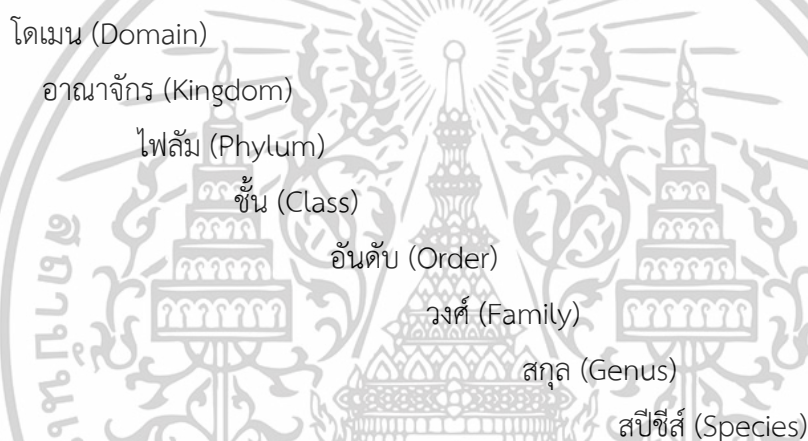 โดเมน (Domain)
อาณาจักร (Kingdom)
ไฟลัม (Phylum)
ชั้น (Class)
อันดับ (Order)
วงศ์ (Family)
สกุล (Genus)
สปีชีส์ (Species)